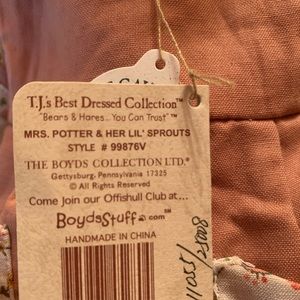 T.J.'s Best Dressed Collection™
"Bears & Hares... You Can Trust" ™
MRS. POTTER & HER LIL' SPROUTS
STYLE # 99876V
THE BOYDS COLLECTION LTD.®
Gettysburg, Pennsylvania 17325
© All Rights Reserved
Come Join our Offishull Club at...
BoydsStuff.com℠
HANDMADE IN CHINA